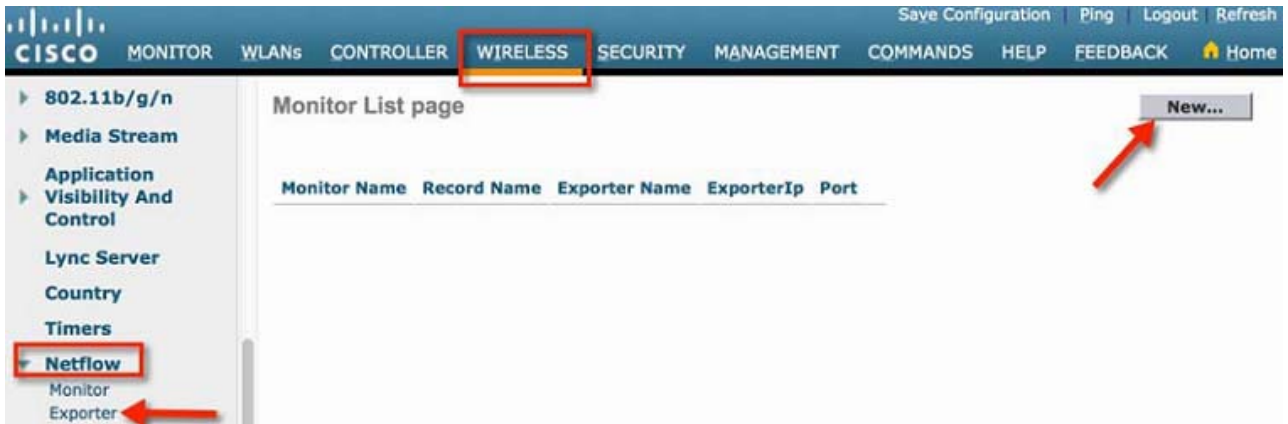 Save Configuration Ping Logout Refresh
CISCO MONITOR WLANs CONTROLLER WIRELESS SECURITY MANAGEMENT COMMANDS HELP FEEDBACK Home
802.11b/g/n
Media Stream
Application
Visibility And
Control
Lync Server
Country
Timers
Netflow
Monitor
Exporter
Monitor List page
New...
Monitor Name Record Name Exporter Name ExporterIp Port